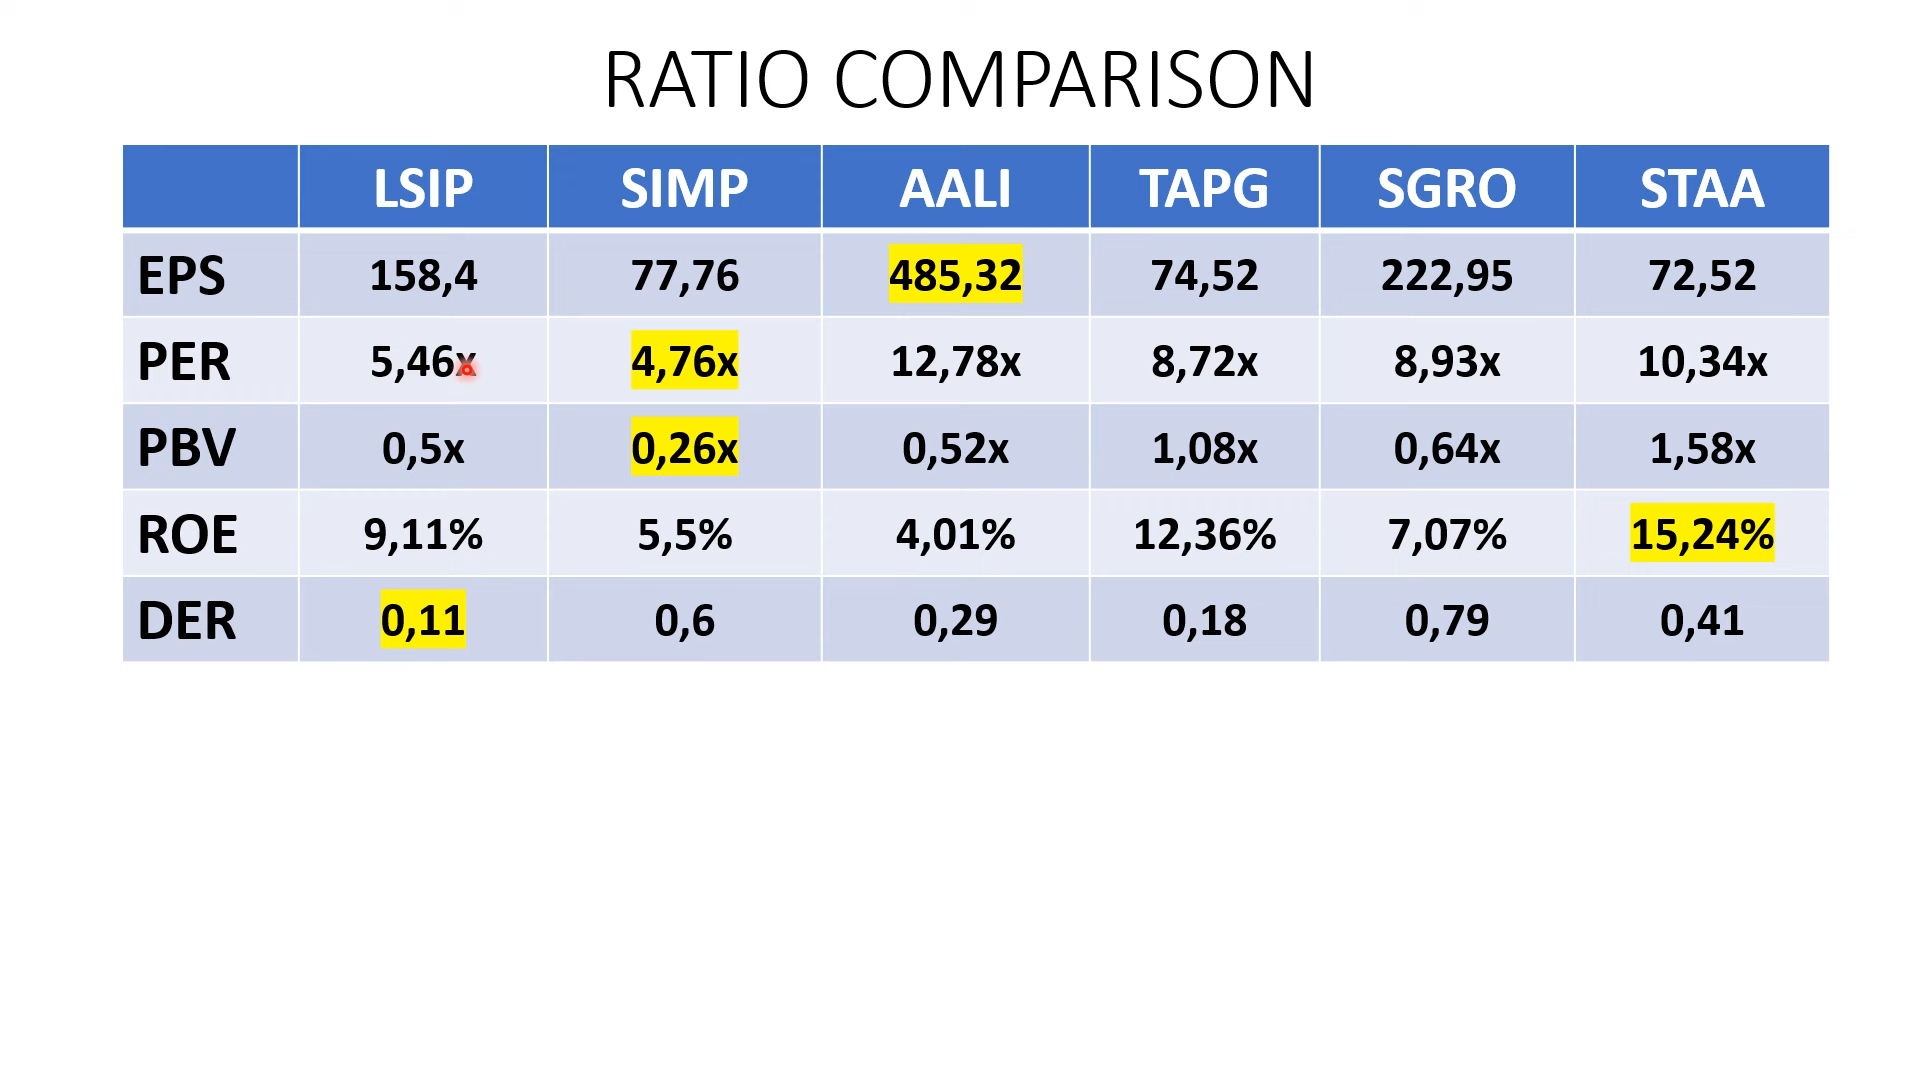 RATIO COMPARISON
LSIP SIMP AALI TAPG SGRO STAA
EPS 158,4 77,76 485,32 74,52 222,95 72,52
PER 5,46x 4,76x 12,78x 8,72x 8,93x 10,34x
PBV 0,5x 0,26x 0,52x 1,08x 0,64x 1,58x
ROE 9,11% 5,5% 4,01% 12,36% 7,07% 15,24%
DER 0,11 0,6 0,29 0,18 0,79 0,41